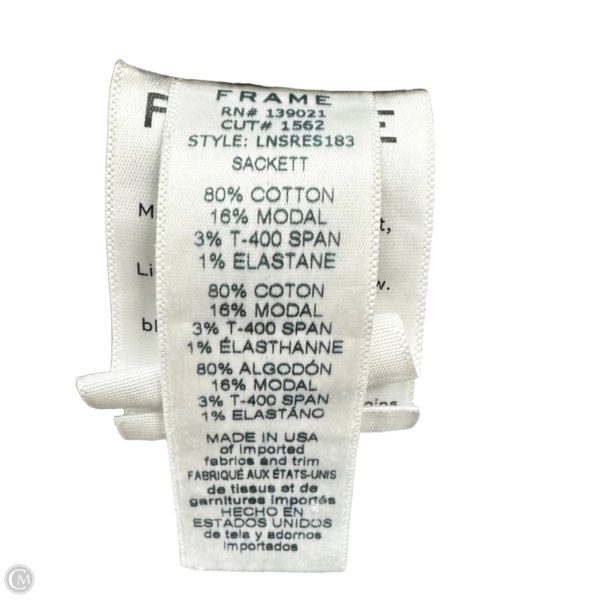 FRAME
RN# 139021
CUT# 1562
STYLE: LNSRES183
SACKETT
80% COTTON
16% MODAL
3% T-400 SPAN
1% ELASTANE
80% COTON
16% MODAL
3% T-400 SPAN
1% ÉLASTHANNE
80% ALGODÓN
16% MODAL
3% T-400 SPAN
1% ELASTÁNO
MADE IN USA
of imported
fabrics and trim
FABRIQUÉ AUX ÉTATS-UNIS
de tissus et de
garnitures importés
HECHO EN
ESTADOS UNIDOS
de tela y adornos
importados
CM